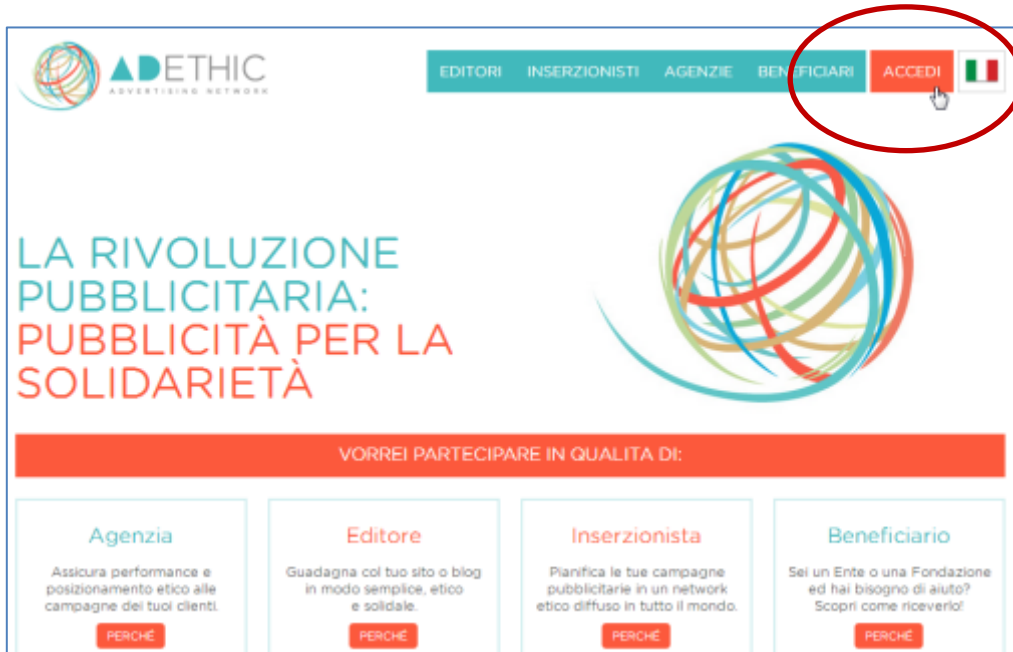 ADETHIC
ADVERTISING NETWORK
EDITORI INSERZIONISTI AGENZIE BENEFICIARI ACCEDI
LA RIVOLUZIONE
PUBBLICITARIA:
PUBBLICITÀ PER LA
SOLIDARIETÀ
VORREI PARTECIPARE IN QUALITA DI:
Agenzia
Assicura performance e
posizionamento etico alle
campagne dei tuoi clienti.
PERCHÉ
Editore
Guadagna col tuo sito o blog
in modo semplice, etico
e solidale.
PERCHÉ
Inserzionista
Pianifica le tue campagne
pubblicitarie in un network
etico diffuso in tutto il mondo.
PERCHÉ
Beneficiario
Sei un Ente o una Fondazione
ed hai bisogno di aiuto?
Scopri come riceverlo!
PERCHÉ